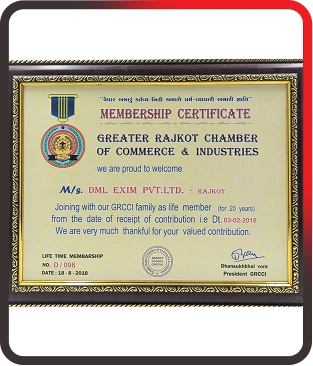 MEMBERSHIP CERTIFICATE
GREATER RAJKOT CHAMBER
OF COMMERCE & INDUSTRIES
we are proud to welcome
M/s. DML EXIM PVT.LTD. - RAJKOT
Joining with our GRCCI family as life member (for 20 years)
from the date of receipt of contribution i.e Dt. 03-02-2016
We are very much thankful for your valued contribution.
LIFE TIME MEMBARSHIP
NO. D / 098
DATE : 18 - 8 - 2018
Dhansukhbhai vora
President GRCCI